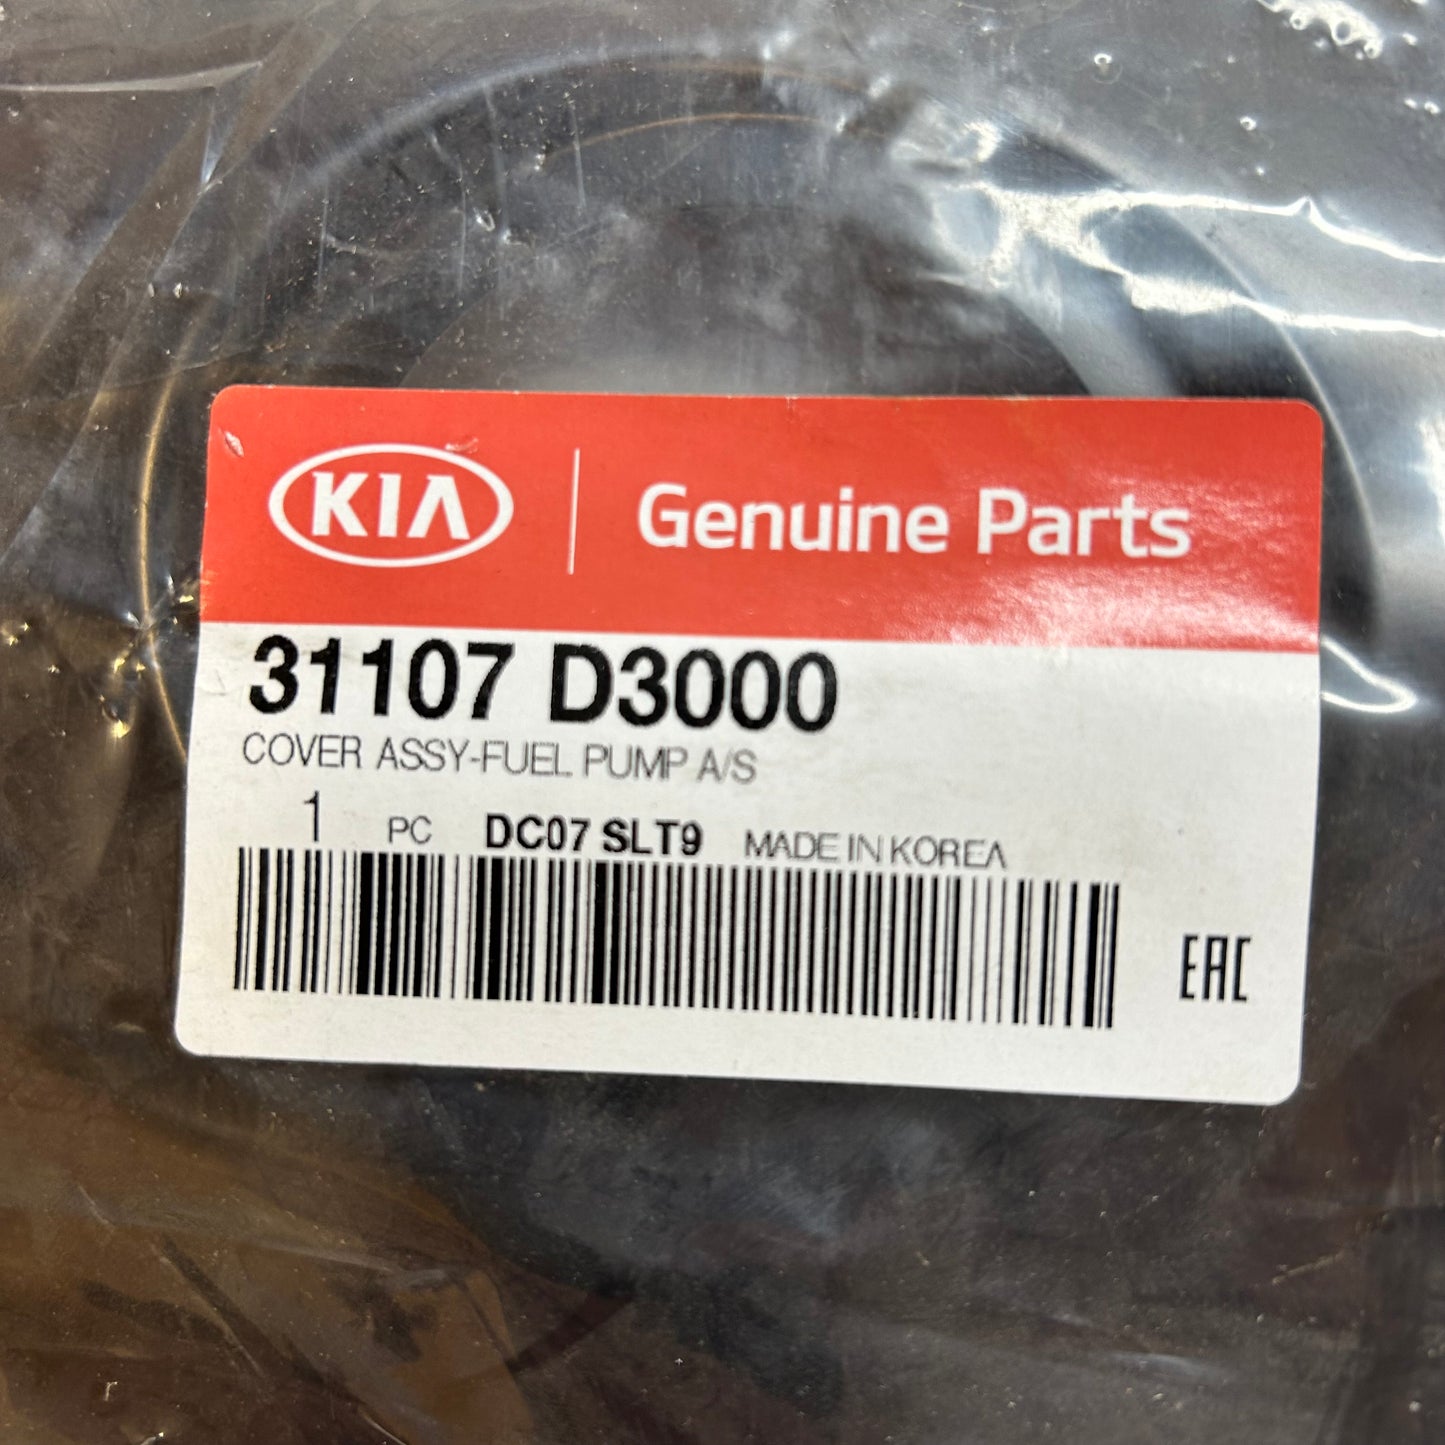 KIA Genuine Parts
31107 D3000
COVER ASSY-FUEL PUMP A/S
1 PC DC07 SLT9 MADE IN KOREA
EAC